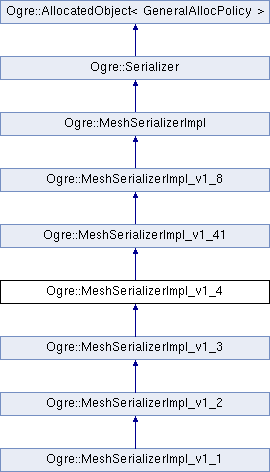 Ogre::AllocatedObject< GeneralAllocPolicy >
Ogre::Serializer
Ogre::MeshSerializerImpl
Ogre::MeshSerializerImpl_v1_8
Ogre::MeshSerializerImpl_v1_41
Ogre::MeshSerializerImpl_v1_4
Ogre::MeshSerializerImpl_v1_3
Ogre::MeshSerializerImpl_v1_2
Ogre::MeshSerializerImpl_v1_1